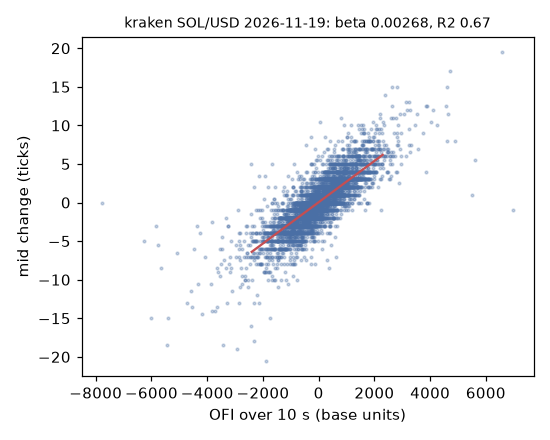 kraken SOL/USD 2026-11-19: beta 0.00268, R2 0.67
20
15
10
5
0
−5
−10
−15
−20
mid change (ticks)
−8000 −6000 −4000 −2000 0 2000 4000 6000
OFI over 10 s (base units)